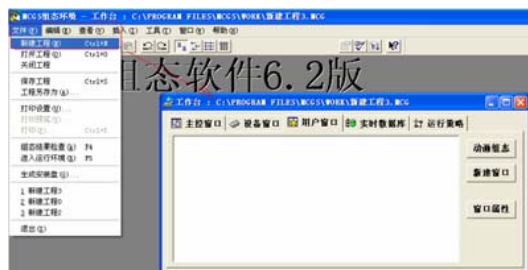 MCGS组态环境 - 工作台 : C:\PROGRAM FILES\MCGS\WORK\新建工程3.MCG
文件(F) 编辑(E) 查看(V) 插入(I) 工具(T) 窗口(W) 帮助(H)
新建工程(N) Ctrl+N
打开工程(O) Ctrl+O
关闭工程
保存工程 Ctrl+S
工程另存为(A)...
打印设置(U)...
打印预览(V)
打印(P)
组态结果检查(L) F4
进入运行环境(R) F5
生成安装盘(U)...
1 新建工程3
2 新建工程0
3 新建工程2
退出(X)
组态软件6.2版
工作台 : C:\PROGRAM FILES\MCGS\WORK\新建工程3.MCG
主控窗口 设备窗口 用户窗口 实时数据库 运行策略
动画组态
新建窗口
窗口属性